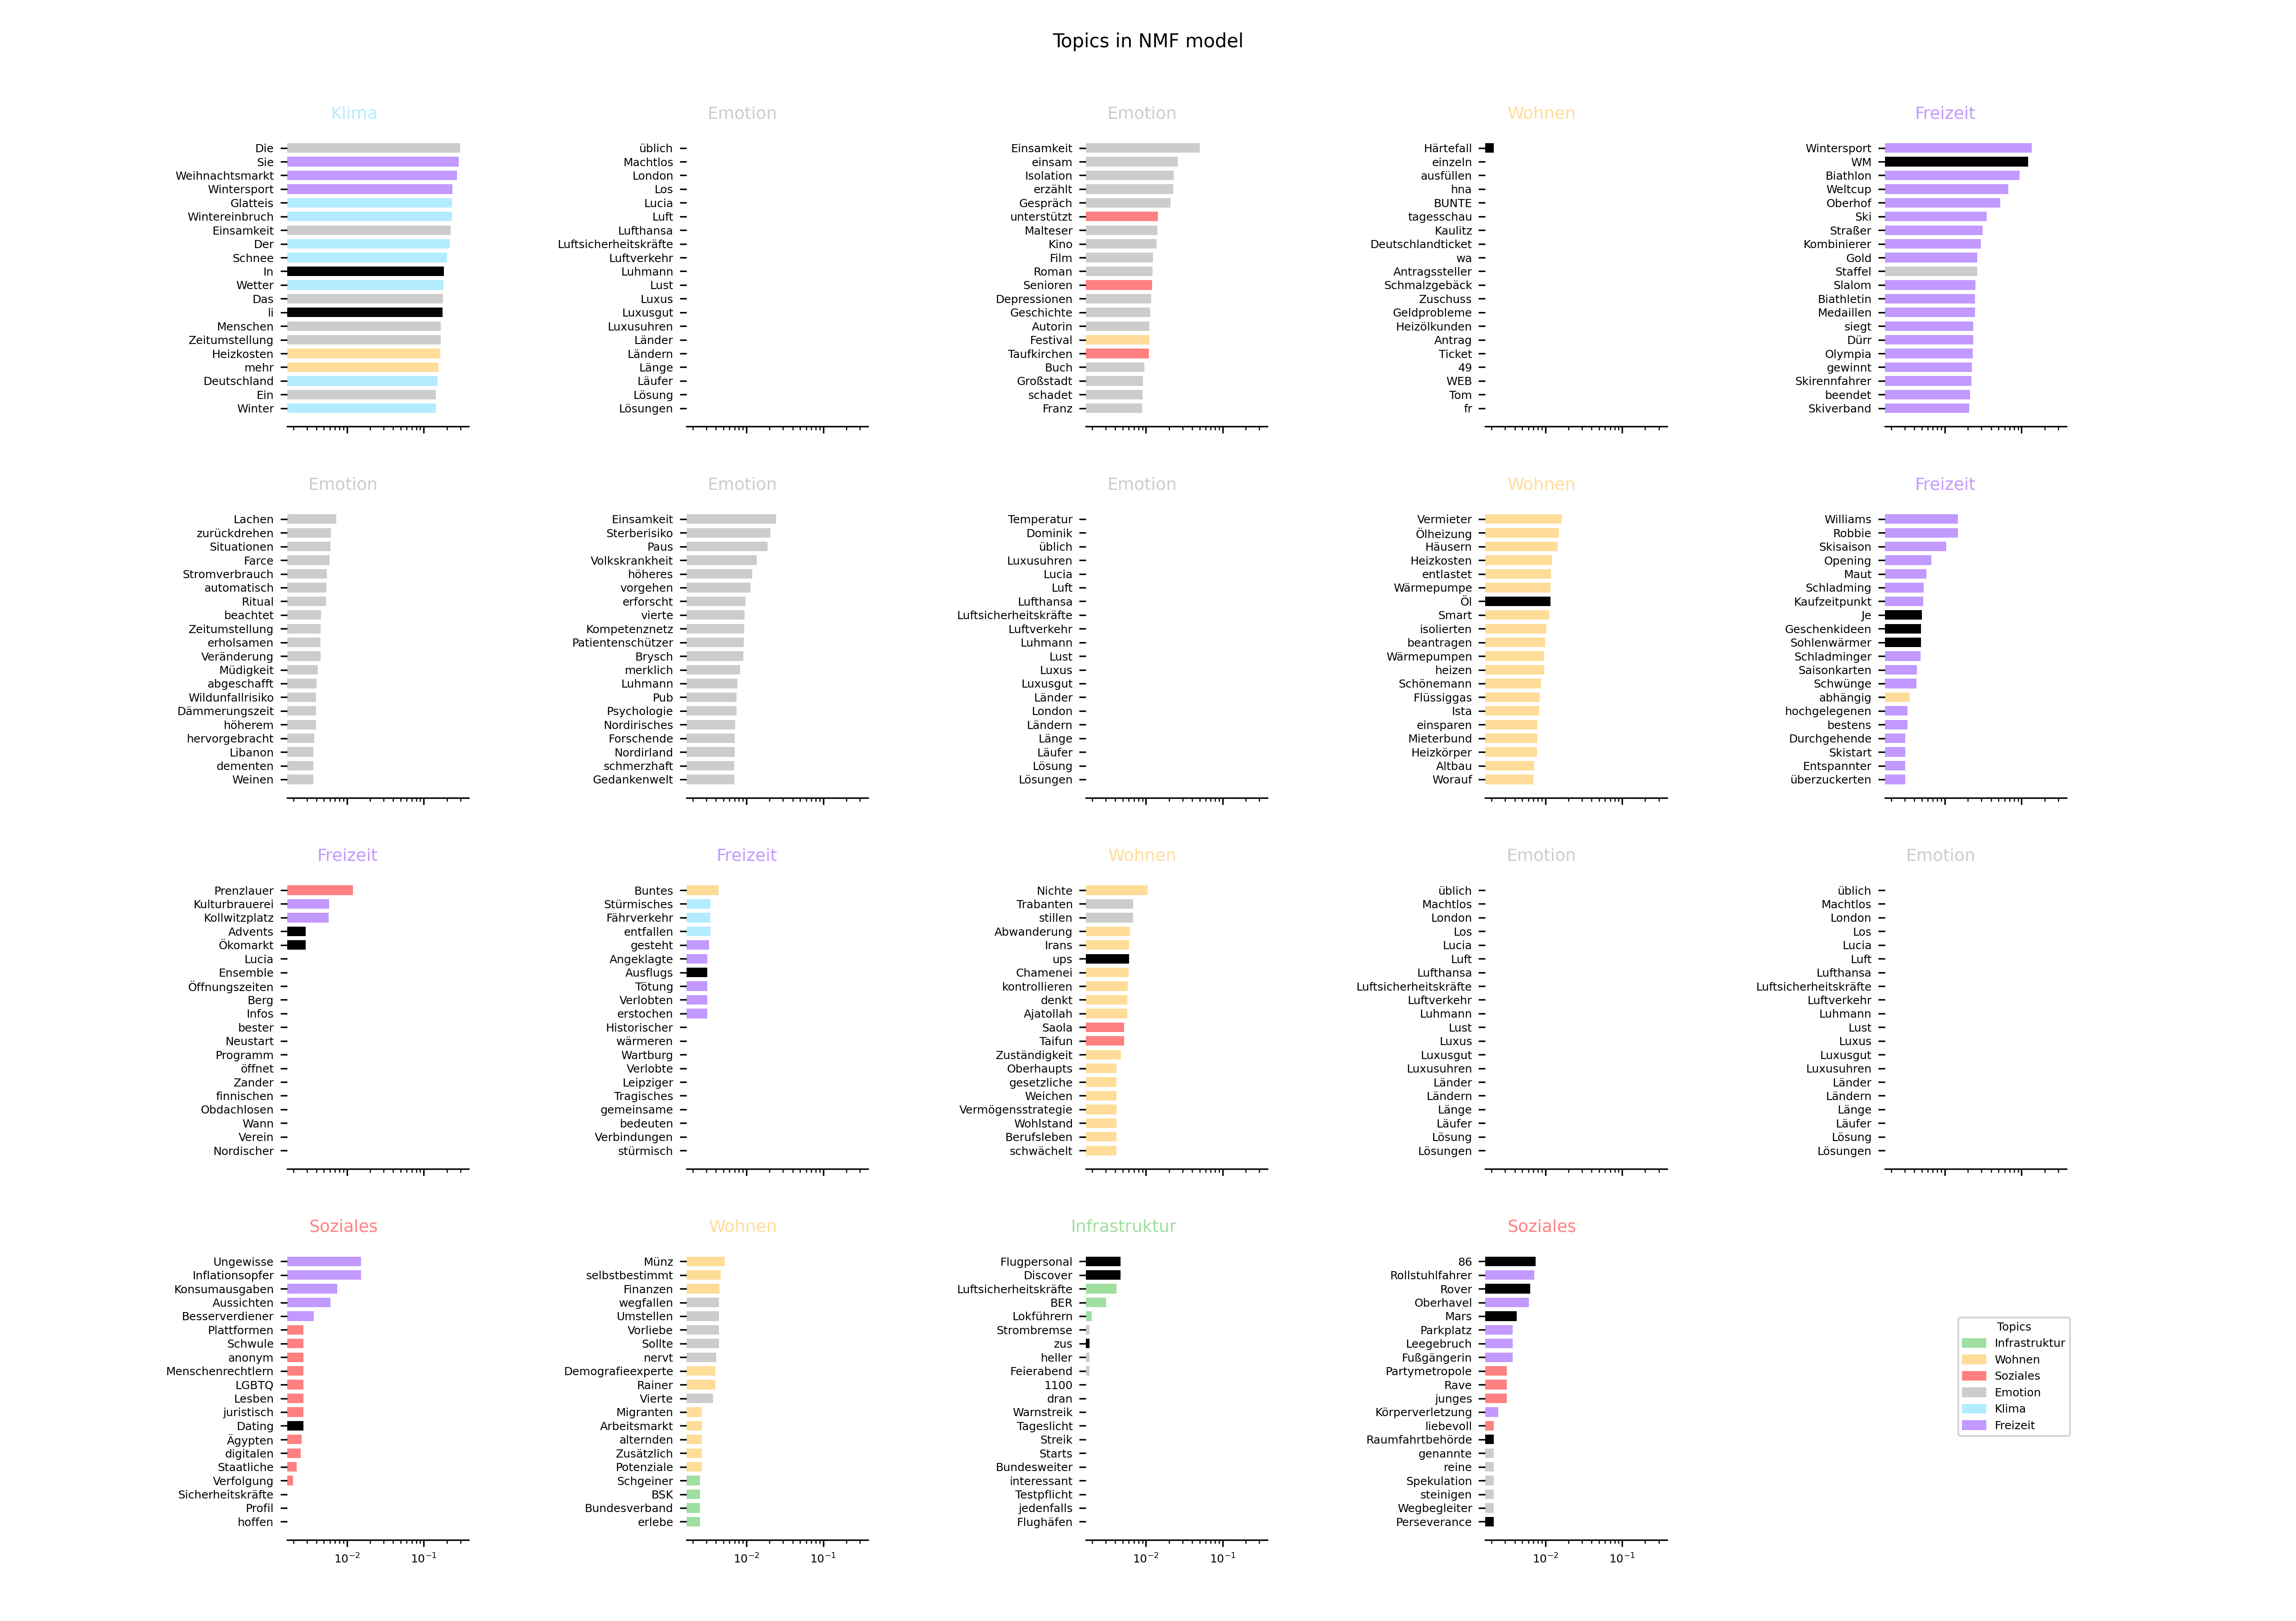 Topics in NMF model
Klima
Die
Sie
Weihnachtsmarkt
Wintersport
Glatteis
Wintereinbruch
Einsamkeit
Der
Schnee
In
Wetter
Das
li
Menschen
Zeitumstellung
Heizkosten
mehr
Deutschland
Ein
Winter
Emotion
üblich
Machtlos
London
Los
Lucia
Luft
Lufthansa
Luftsicherheitskräfte
Luftverkehr
Luhmann
Lust
Luxus
Luxusgut
Luxusuhren
Länder
Ländern
Länge
Läufer
Lösung
Lösungen
Emotion
Einsamkeit
einsam
Isolation
erzählt
Gespräch
unterstützt
Malteser
Kino
Film
Roman
Senioren
Depressionen
Geschichte
Autorin
Festival
Taufkirchen
Buch
Großstadt
schadet
Franz
Wohnen
Härtefall
einzeln
ausfüllen
hna
BUNTE
tagesschau
Kaulitz
Deutschlandticket
wa
Antragssteller
Schmalzgebäck
Zuschuss
Geldprobleme
Heizölkunden
Antrag
Ticket
49
WEB
Tom
fr
Freizeit
Wintersport
WM
Biathlon
Weltcup
Oberhof
Ski
Straßer
Kombinierer
Gold
Staffel
Slalom
Biathletin
Medaillen
siegt
Dürr
Olympia
gewinnt
Skirennfahrer
beendet
Skiverband
Emotion
Lachen
zurückdrehen
Situationen
Farce
Stromverbrauch
automatisch
Ritual
beachtet
Zeitumstellung
erholsamen
Veränderung
Müdigkeit
abgeschafft
Wildunfallrisiko
Dämmerungszeit
höherem
hervorgebracht
Libanon
dementen
Weinen
Emotion
Einsamkeit
Sterberisiko
Paus
Volkskrankheit
höheres
vorgehen
erforscht
vierte
Kompetenznetz
Patientenschützer
Brysch
merklich
Luhmann
Pub
Psychologie
Nordirisches
Forschende
Nordirland
schmerzhaft
Gedankenwelt
Emotion
Temperatur
Dominik
üblich
Luxusuhren
Lucia
Luft
Lufthansa
Luftsicherheitskräfte
Luftverkehr
Luhmann
Lust
Luxus
Luxusgut
Länder
London
Ländern
Länge
Läufer
Lösung
Lösungen
Wohnen
Vermieter
Ölheizung
Häusern
Heizkosten
entlastet
Wärmepumpe
Öl
Smart
isolierten
beantragen
Wärmepumpen
heizen
Schönemann
Flüssiggas
Ista
einsparen
Mieterbund
Heizkörper
Altbau
Worauf
Freizeit
Williams
Robbie
Skisaison
Opening
Maut
Schladming
Kaufzeitpunkt
Je
Geschenkideen
Sohlenwärmer
Schladminger
Saisonkarten
Schwünge
abhängig
hochgelegenen
bestens
Durchgehende
Skistart
Entspannter
überzuckerten
Freizeit
Prenzlauer
Kulturbrauerei
Kollwitzplatz
Advents
Ökomarkt
Lucia
Ensemble
Öffnungszeiten
Berg
Infos
bester
Neustart
Programm
öffnet
Zander
finnischen
Obdachlosen
Wann
Verein
Nordischer
Freizeit
Buntes
Stürmisches
Fährverkehr
entfallen
gesteht
Angeklagte
Ausflugs
Tötung
Verlobten
erstochen
Historischer
wärmeren
Wartburg
Verlobte
Leipziger
Tragisches
gemeinsame
bedeuten
Verbindungen
stürmisch
Wohnen
Nichte
Trabanten
stillen
Abwanderung
Irans
ups
Chamenei
kontrollieren
denkt
Ajatollah
Saola
Taifun
Zuständigkeit
Oberhaupts
gesetzliche
Weichen
Vermögensstrategie
Wohlstand
Berufsleben
schwächelt
Emotion
üblich
Machtlos
London
Los
Lucia
Luft
Lufthansa
Luftsicherheitskräfte
Luftverkehr
Luhmann
Lust
Luxus
Luxusgut
Luxusuhren
Länder
Ländern
Länge
Läufer
Lösung
Lösungen
Emotion
üblich
Machtlos
London
Los
Lucia
Luft
Lufthansa
Luftsicherheitskräfte
Luftverkehr
Luhmann
Lust
Luxus
Luxusgut
Luxusuhren
Länder
Ländern
Länge
Läufer
Lösung
Lösungen
Soziales
Ungewisse
Inflationsopfer
Konsumausgaben
Aussichten
Besserverdiener
Plattformen
Schwule
anonym
Menschenrechtlern
LGBTQ
Lesben
juristisch
Dating
Ägypten
digitalen
Staatliche
Verfolgung
Sicherheitskräfte
Profil
hoffen
10⁻² 10⁻¹
Wohnen
Münz
selbstbestimmt
Finanzen
wegfallen
Umstellen
Vorliebe
Sollte
nervt
Demografieexperte
Rainer
Vierte
Migranten
Arbeitsmarkt
alternden
Zusätzlich
Potenziale
Schgeiner
BSK
Bundesverband
erlebe
10⁻² 10⁻¹
Infrastruktur
Flugpersonal
Discover
Luftsicherheitskräfte
BER
Lokführern
Strombremse
zus
heller
Feierabend
1100
dran
Warnstreik
Tageslicht
Streik
Starts
Bundesweiter
interessant
Testpflicht
jedenfalls
Flughäfen
10⁻² 10⁻¹
Soziales
86
Rollstuhlfahrer
Rover
Oberhavel
Mars
Parkplatz
Leegebruch
Fußgängerin
Partymetropole
Rave
junges
Körperverletzung
liebevoll
Raumfahrtbehörde
genannte
reine
Spekulation
steinigen
Wegbegleiter
Perseverance
10⁻² 10⁻¹
Topics
Infrastruktur
Wohnen
Soziales
Emotion
Klima
Freizeit